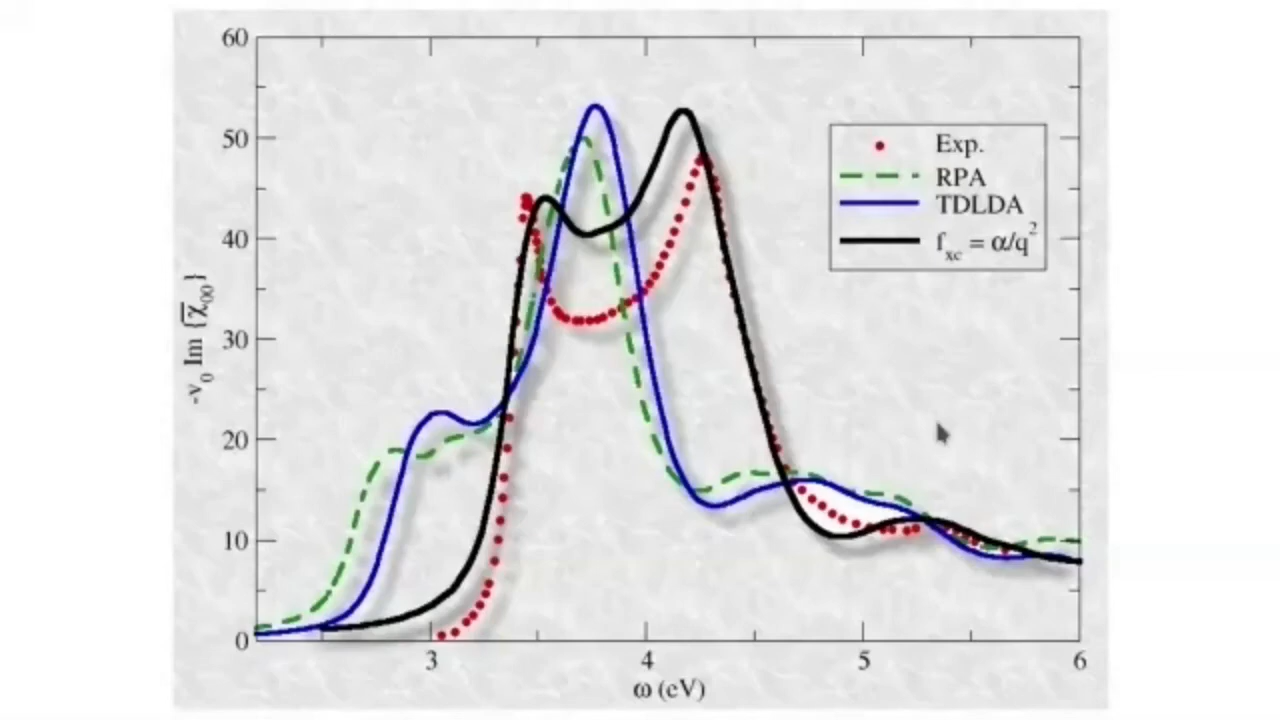 60
50
40
30
20
10
0
-v₀ Im {χ̅₀₀}
3
4
5
6
ω (eV)
Exp.
RPA
TDLDA
f_xc = α/q²